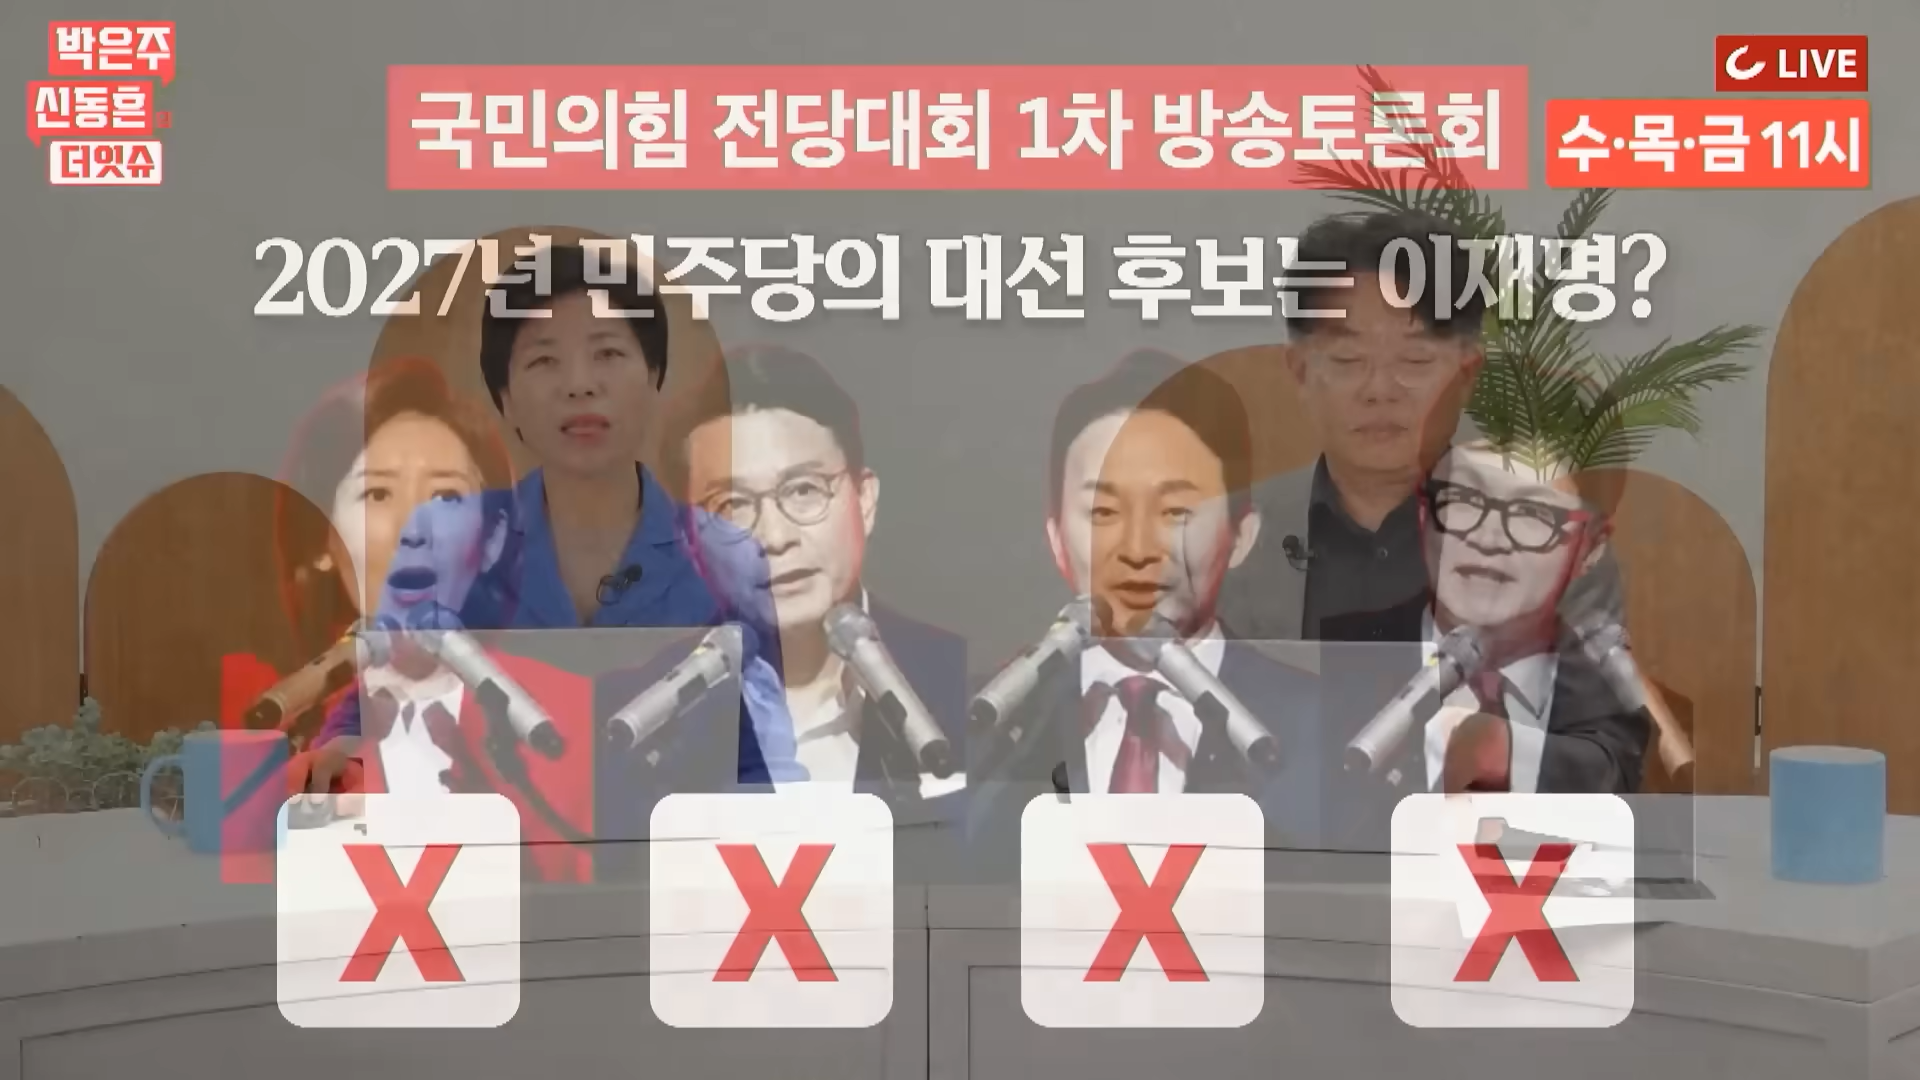 박은주
신동흔의
더잇슈
LIVE
수·목·금 11시
국민의힘 전당대회 1차 방송토론회
2027년 민주당의 대선 후보는 이재명?
X X X X